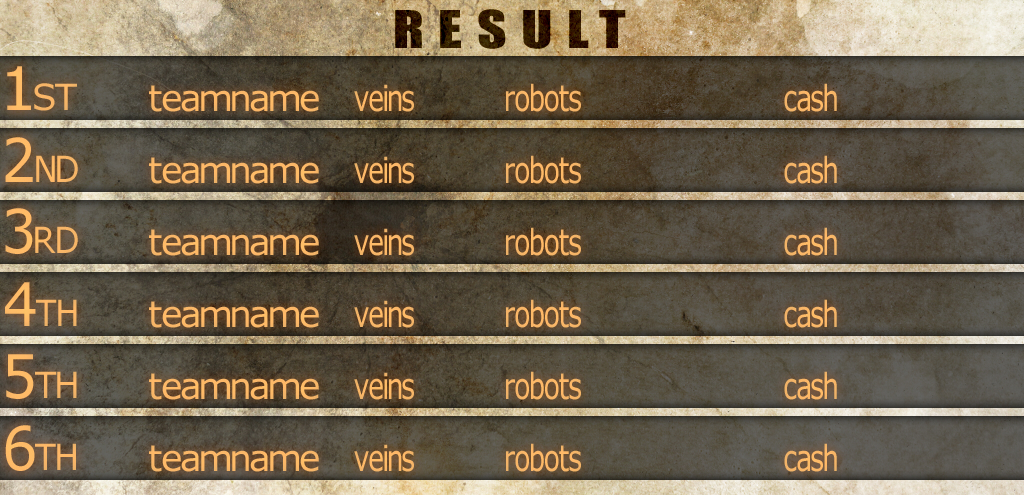 RESULT
1ST teamname veins robots cash
2ND teamname veins robots cash
3RD teamname veins robots cash
4TH teamname veins robots cash
5TH teamname veins robots cash
6TH teamname veins robots cash